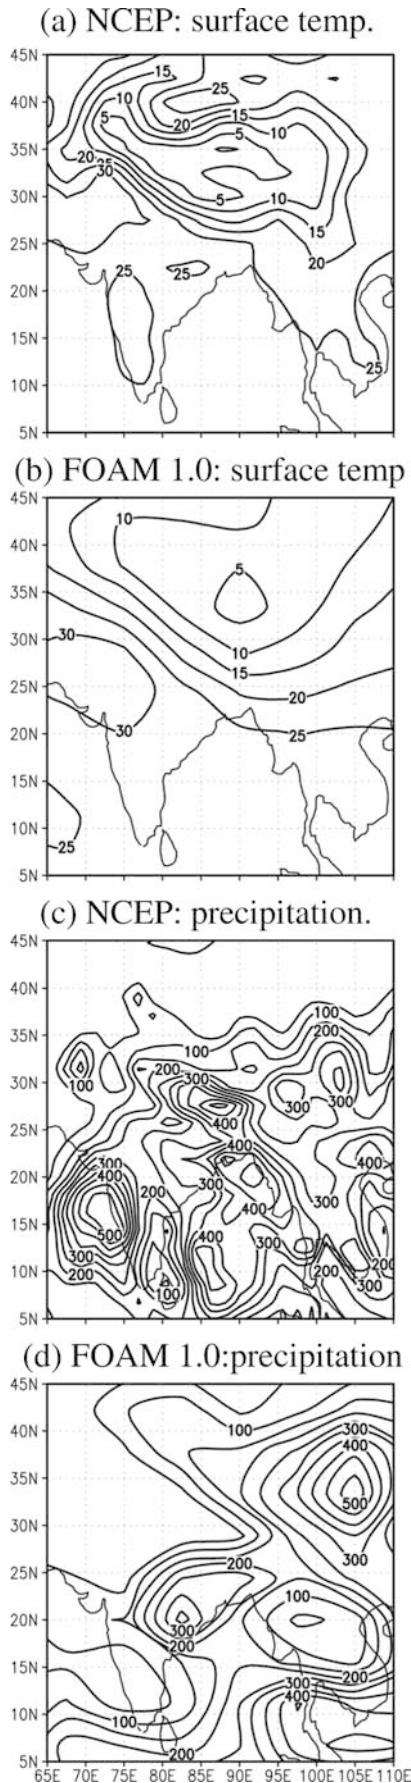 (a) NCEP: surface temp.
45N
40N
35N
30N
25N
20N
15N
10N
5N
15
25
10
5
20
15
5
10
20
25
30
5
10
15
20
25
25
25
(b) FOAM 1.0: surface temp
45N
40N
35N
30N
25N
20N
15N
10N
5N
10
5
30
10
15
20
30
25
25
(c) NCEP: precipitation.
45N
40N
35N
30N
25N
20N
15N
10N
5N
100
200
100
100
200
300
300
300
400
300
400
400
400
200
300
300
500
400
300
300
200
200
200
300
100
(d) FOAM 1.0:precipitation
45N
40N
35N
30N
25N
20N
15N
10N
5N
100
300
400
500
300
200
100
300
200
200
300
400
100
200
65E 70E 75E 80E 85E 90E 95E 100E 105E 110E